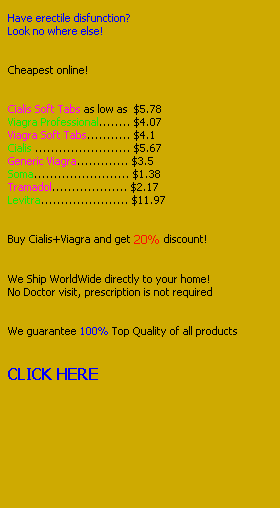 Have erectile disfunction?
Look no where else!
Cheapest online!
Cialis Soft Tabs as low as $5.78
Viagra Professional........ $4.07
Viagra Soft Tabs........... $4.1
Cialis........................ $5.67
Generic Viagra............. $3.5
Soma........................ $1.38
Tramadol................... $2.17
Levitra...................... $11.97
Buy Cialis+Viagra and get 20% discount!
We Ship WorldWide directly to your home!
No Doctor visit, prescription is not required
We guarantee 100% Top Quality of all products
CLICK HERE